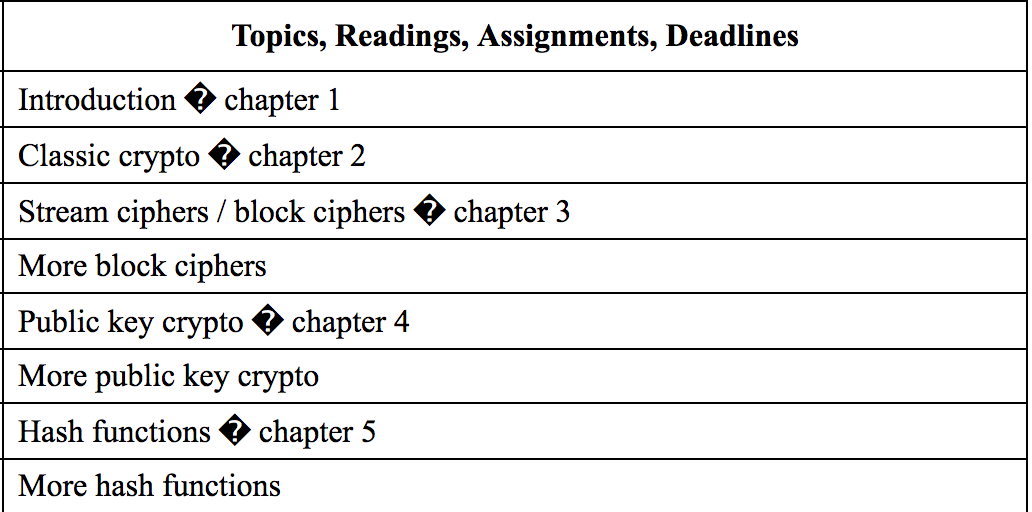 Topics, Readings, Assignments, Deadlines
Introduction � chapter 1
Classic crypto � chapter 2
Stream ciphers / block ciphers � chapter 3
More block ciphers
Public key crypto � chapter 4
More public key crypto
Hash functions � chapter 5
More hash functions